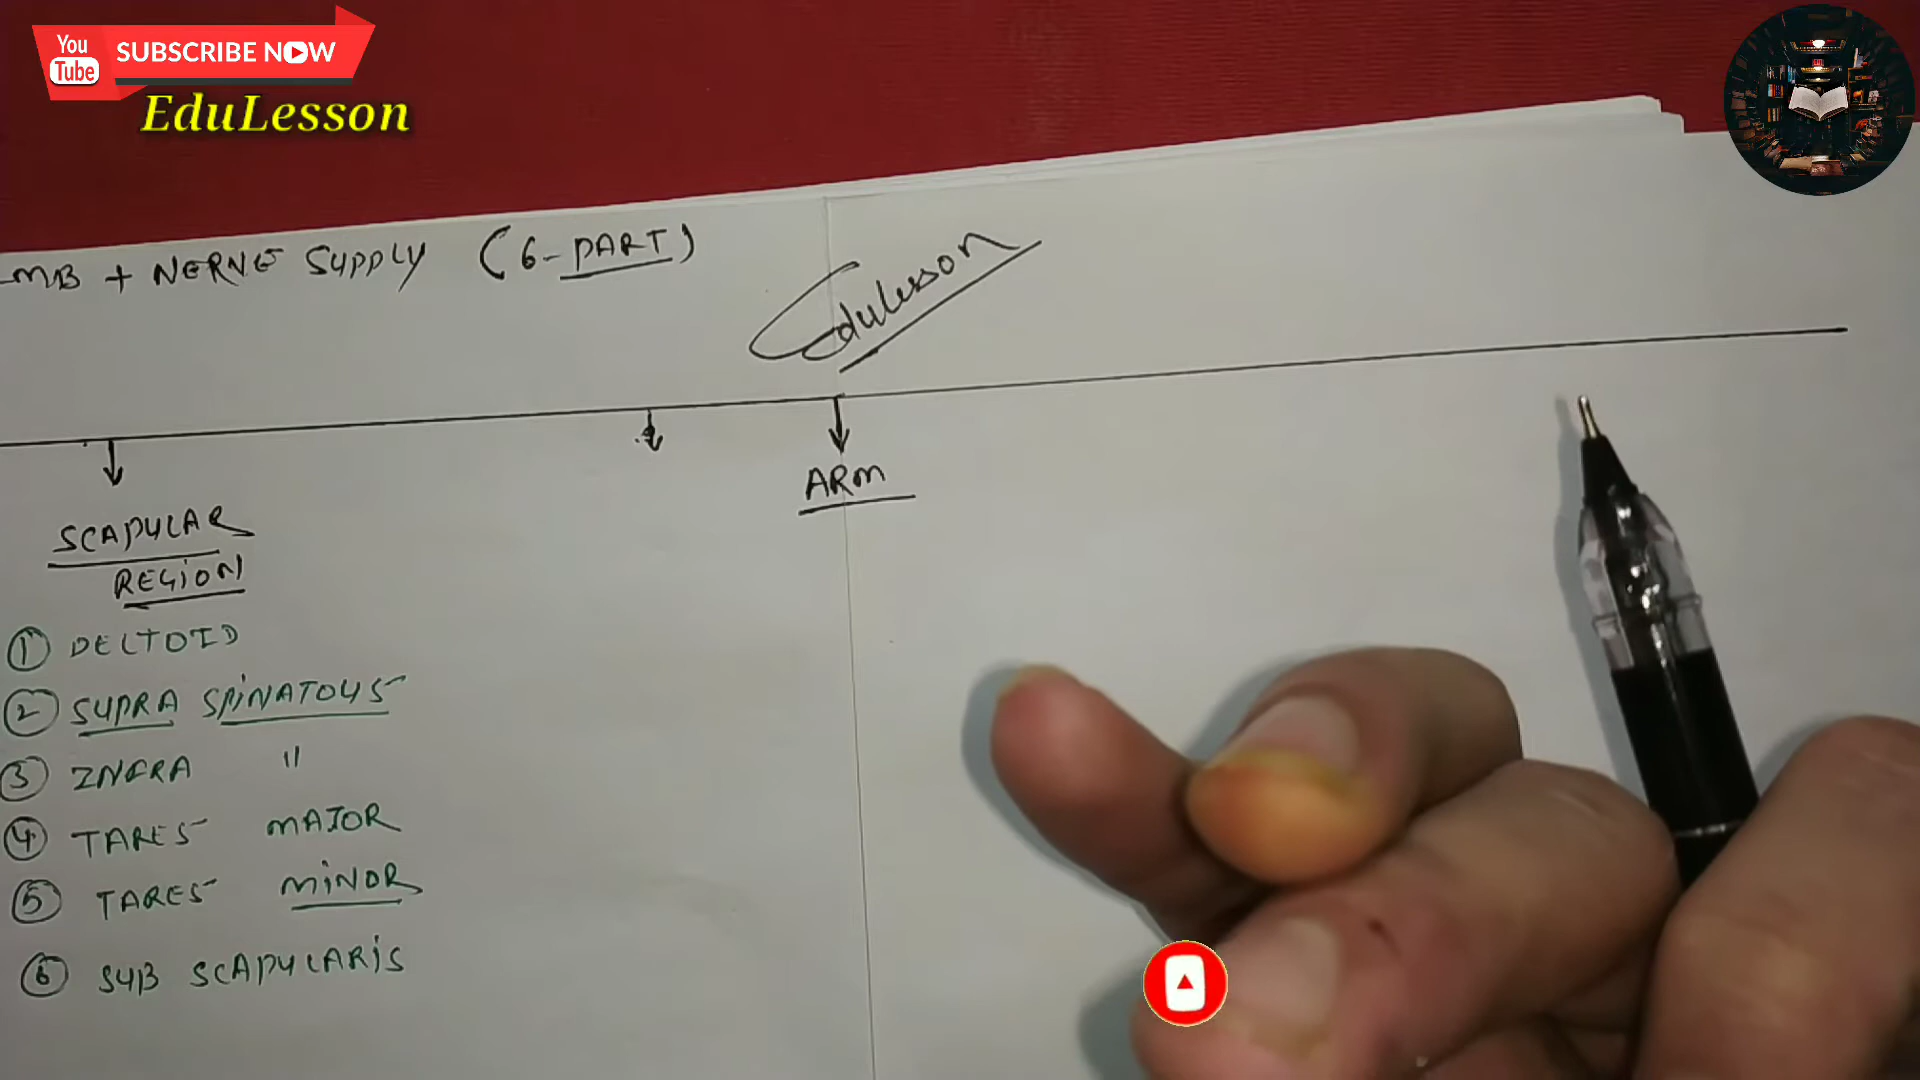 You
Tube
SUBSCRIBE NOW
EduLesson
MB + NERVE SUPPLY (6-PART)
EduLesson
ARM
SCAPULAR
REGION
① DELTOID
② SUPRA SPINATOUS
③ INFRA "
④ TARES MAJOR
⑤ TARES MINOR
⑥ SUB SCAPULARIS